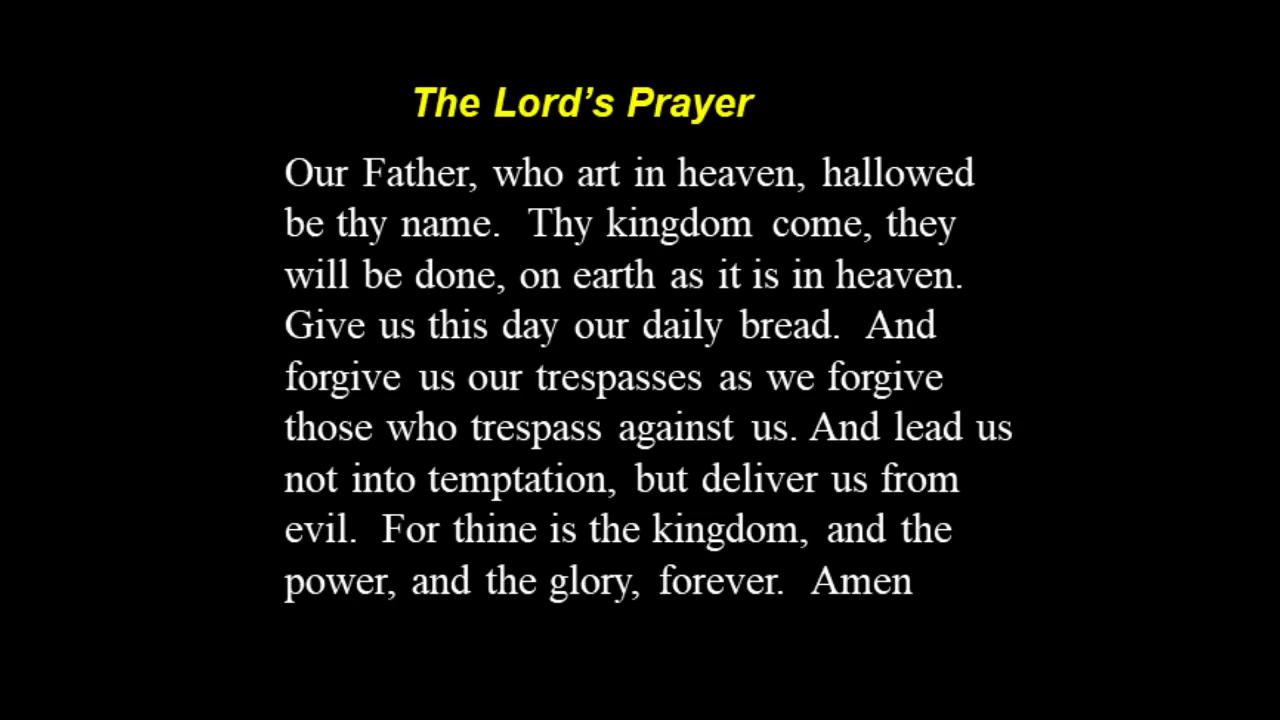 The Lord’s Prayer
Our Father, who art in heaven, hallowed
be thy name. Thy kingdom come, they
will be done, on earth as it is in heaven.
Give us this day our daily bread. And
forgive us our trespasses as we forgive
those who trespass against us. And lead us
not into temptation, but deliver us from
evil. For thine is the kingdom, and the
power, and the glory, forever. Amen